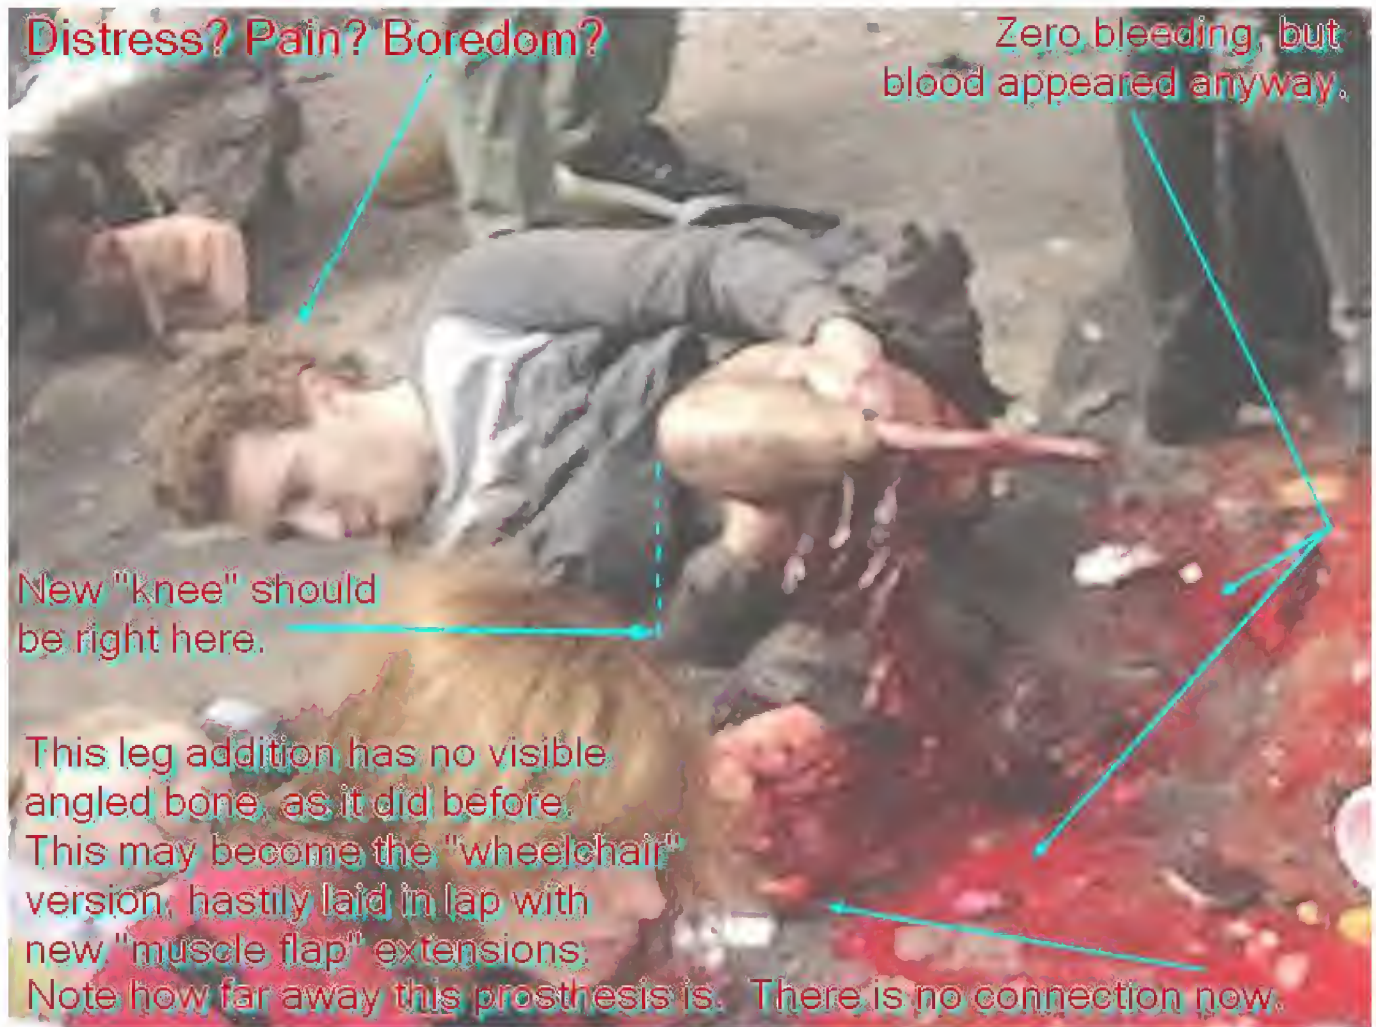 Distress? Pain? Boredom?
Zero bleeding, but
blood appeared anyway.
New "knee" should
be right here.
This leg addition has no visible
angled bone, as it did before.
This may become the "wheelchair"
version, hastily laid in lap with
new "muscle flap" extensions.
Note how far away this prosthesis is. There is no connection now.